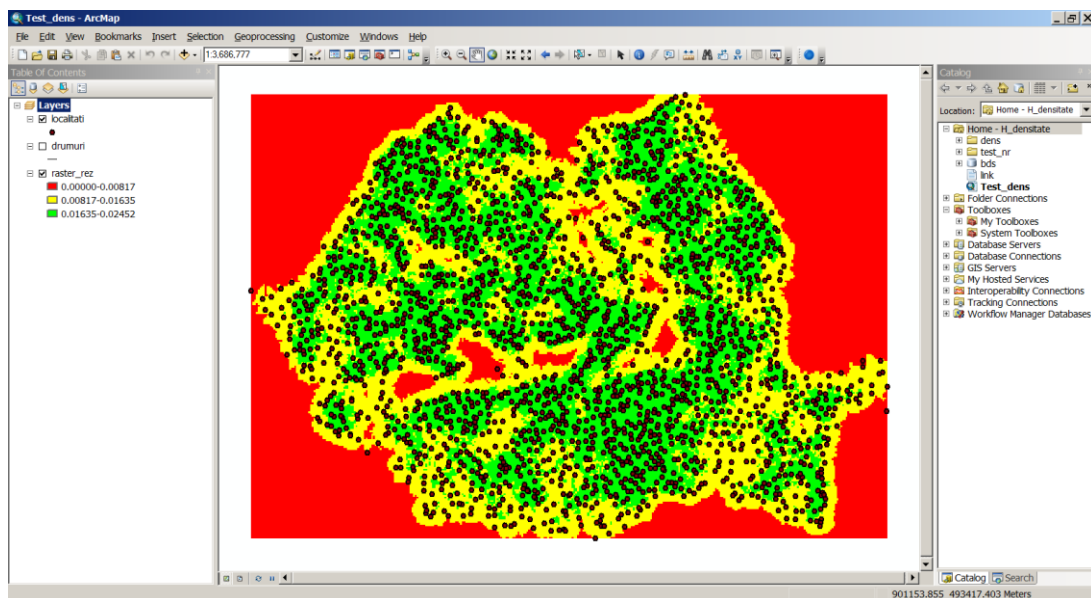 Test_dens - ArcMap
File Edit View Bookmarks Insert Selection Geoprocessing Customize Windows Help
1:3,686,777
Table Of Contents
Layers
localitati
drumuri
raster_rez
0.00000-0.00817
0.00817-0.01635
0.01635-0.02452
Catalog
Location: Home - H_densitate
Home - H_densitate
dens
test_nr
bds
link
Test_dens
Folder Connections
Toolboxes
My Toolboxes
System Toolboxes
Database Servers
Database Connections
GIS Servers
My Hosted Services
Interoperability Connections
Tracking Connections
Workflow Manager Databases
Catalog Search
901153.855 493417.403 Meters